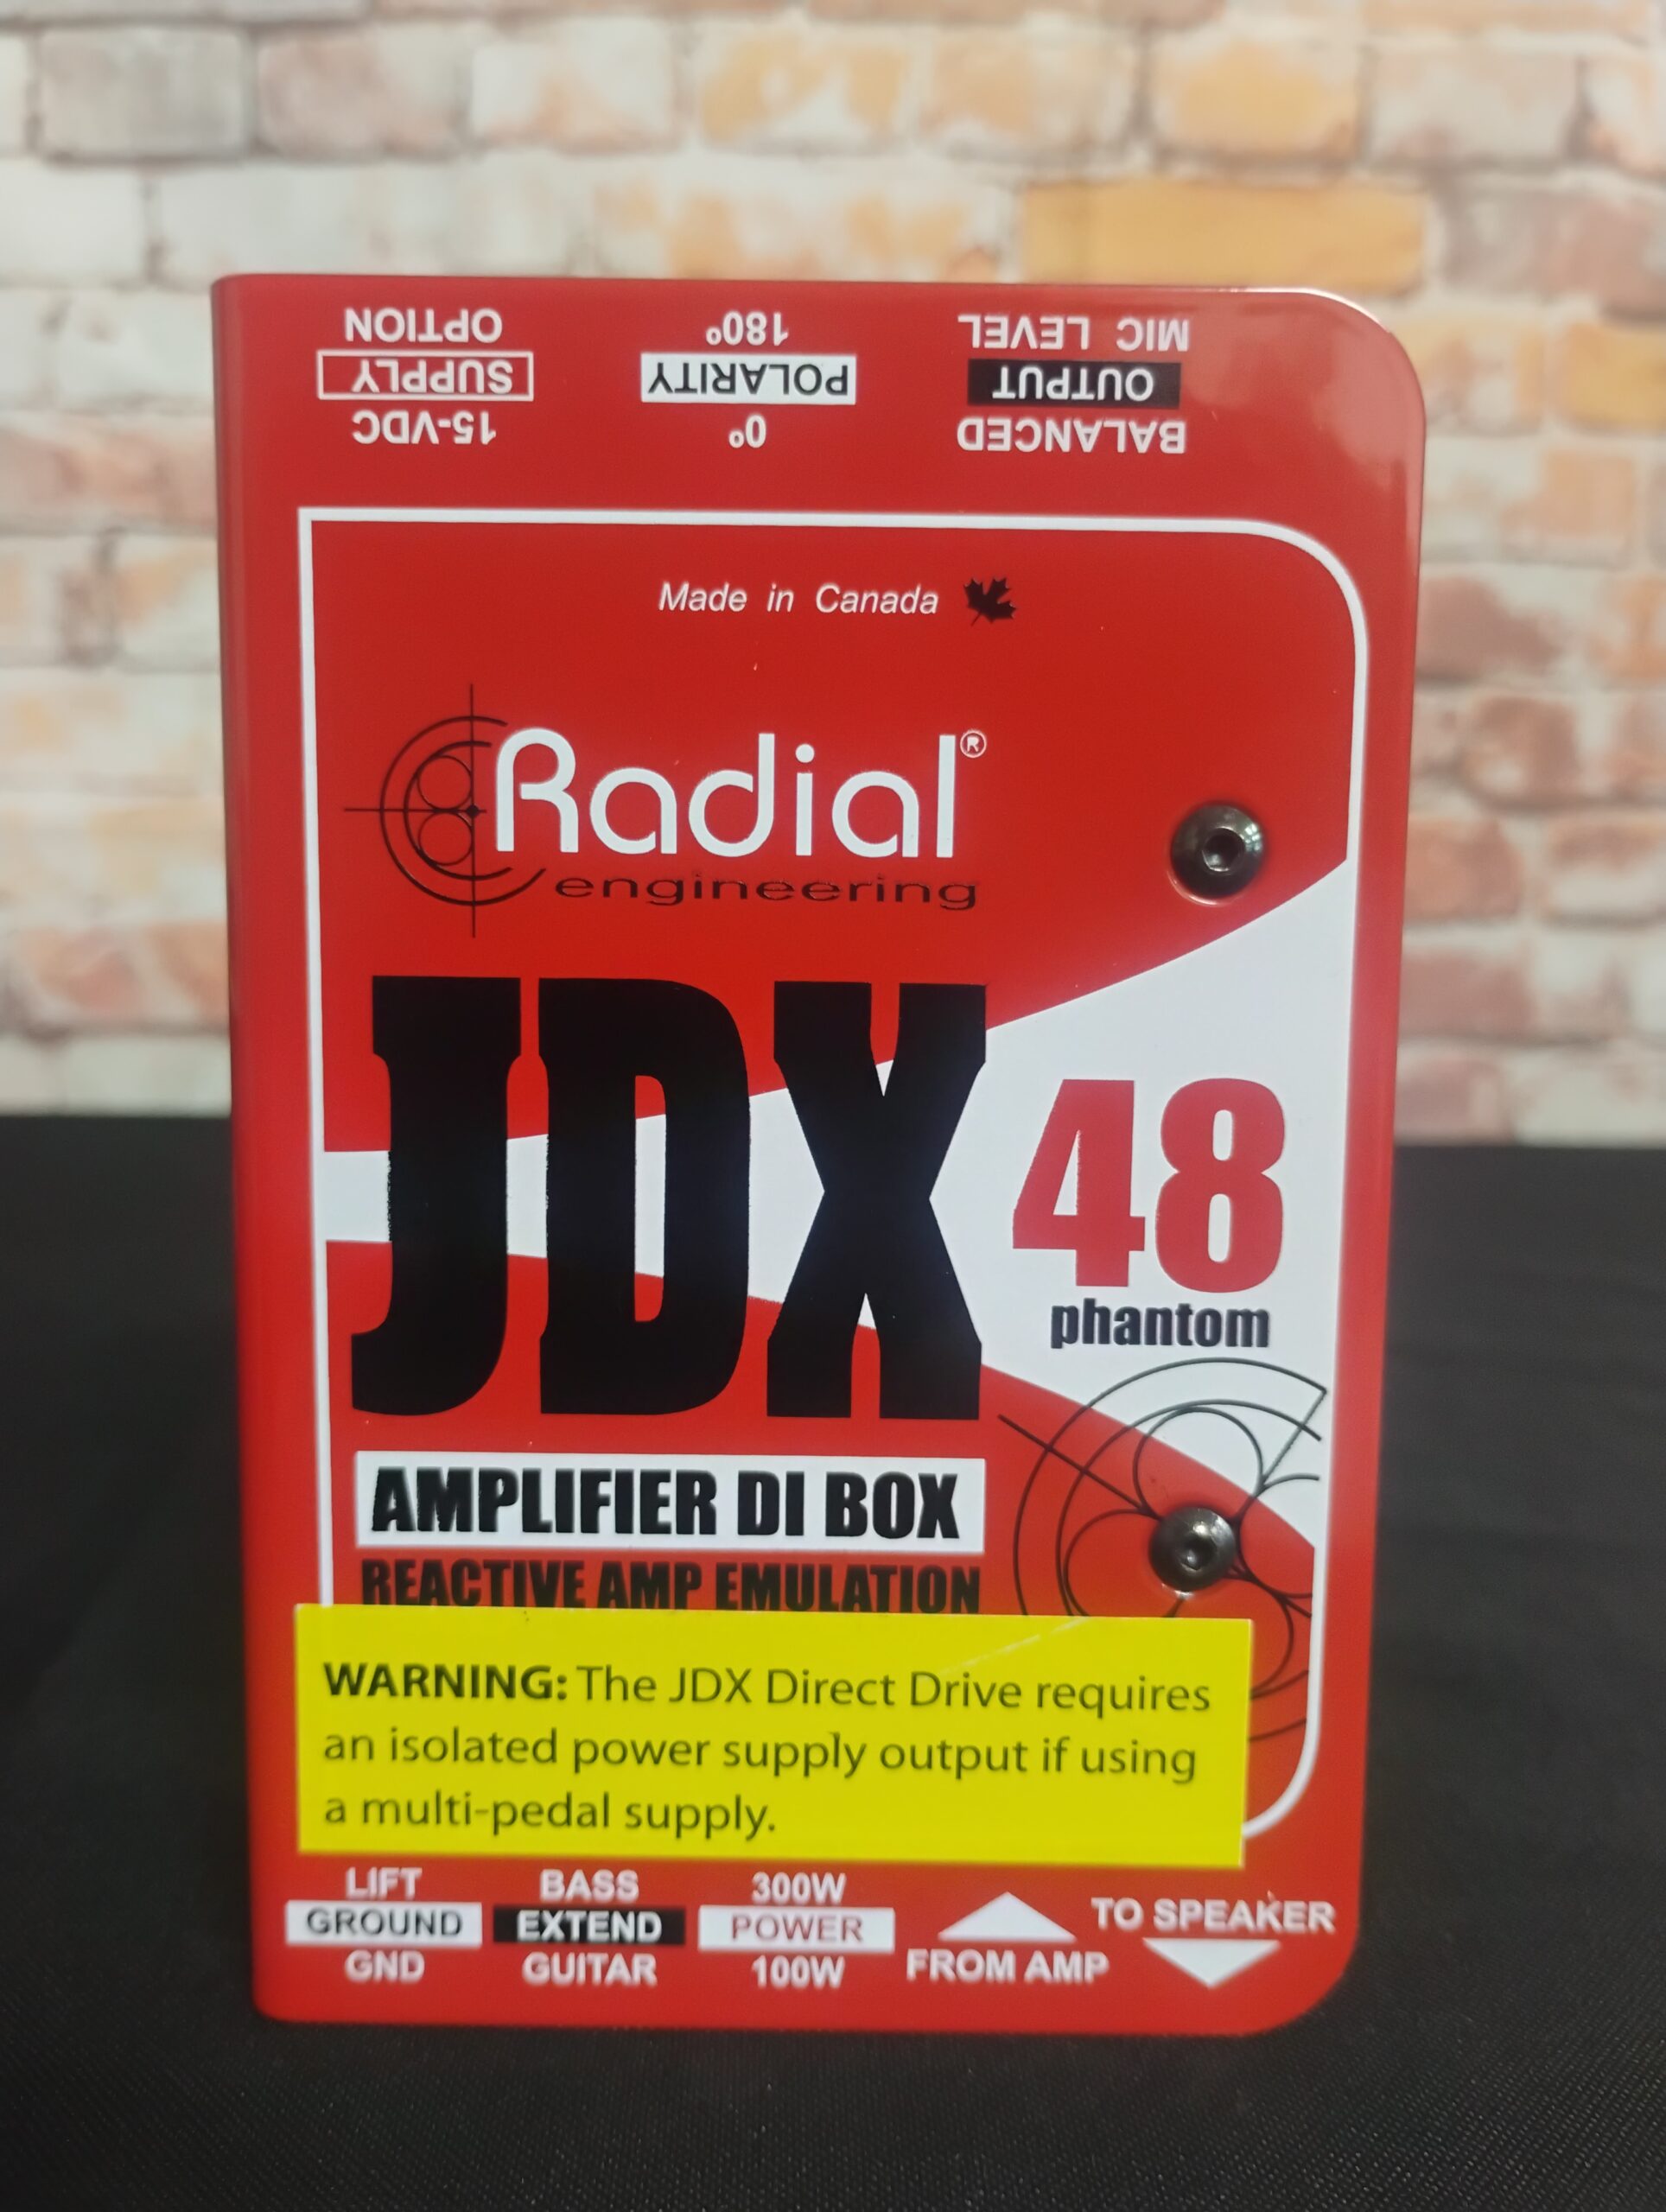 OPTION
SUPPLY
15-VDC
180°
POLARITY
0°
MIC LEVEL
OUTPUT
BALANCED
Made in Canada
Radial®
engineering
JDX
48
phantom
AMPLIFIER DI BOX
REACTIVE AMP EMULATION
WARNING: The JDX Direct Drive requires
an isolated power supply output if using
a multi-pedal supply.
LIFT
GROUND
GND
BASS
EXTEND
GUITAR
300W
POWER
100W
FROM AMP
TO SPEAKER